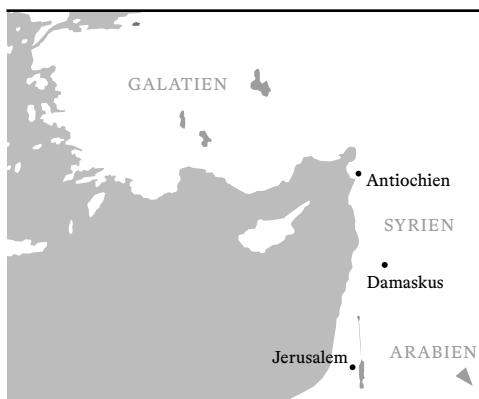 GALATIEN
Antiochien
SYRIEN
Damaskus
Jerusalem
ARABIEN